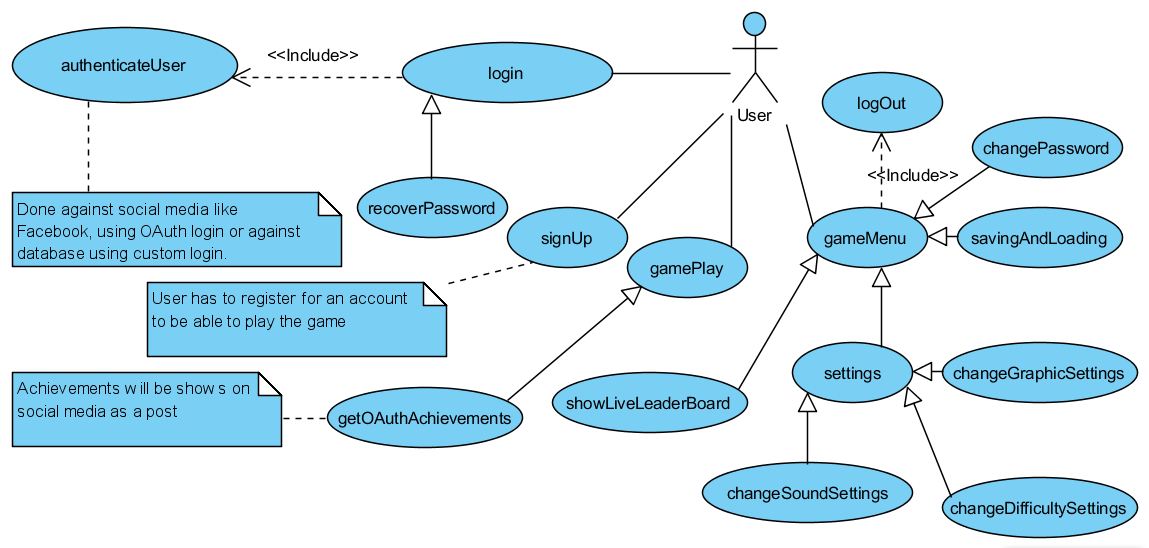 authenticateUser
<<Include>>
login
User
logOut
changePassword
<<Include>>
recoverPassword
Done against social media like
Facebook, using OAuth login or against
database using custom login.
signUp
gameMenu
savingAndLoading
gamePlay
User has to register for an account
to be able to play the game
settings
changeGraphicSettings
Achievements will be shows on
social media as a post
getOAuthAchievements
showLiveLeaderBoard
changeSoundSettings
changeDifficultySettings